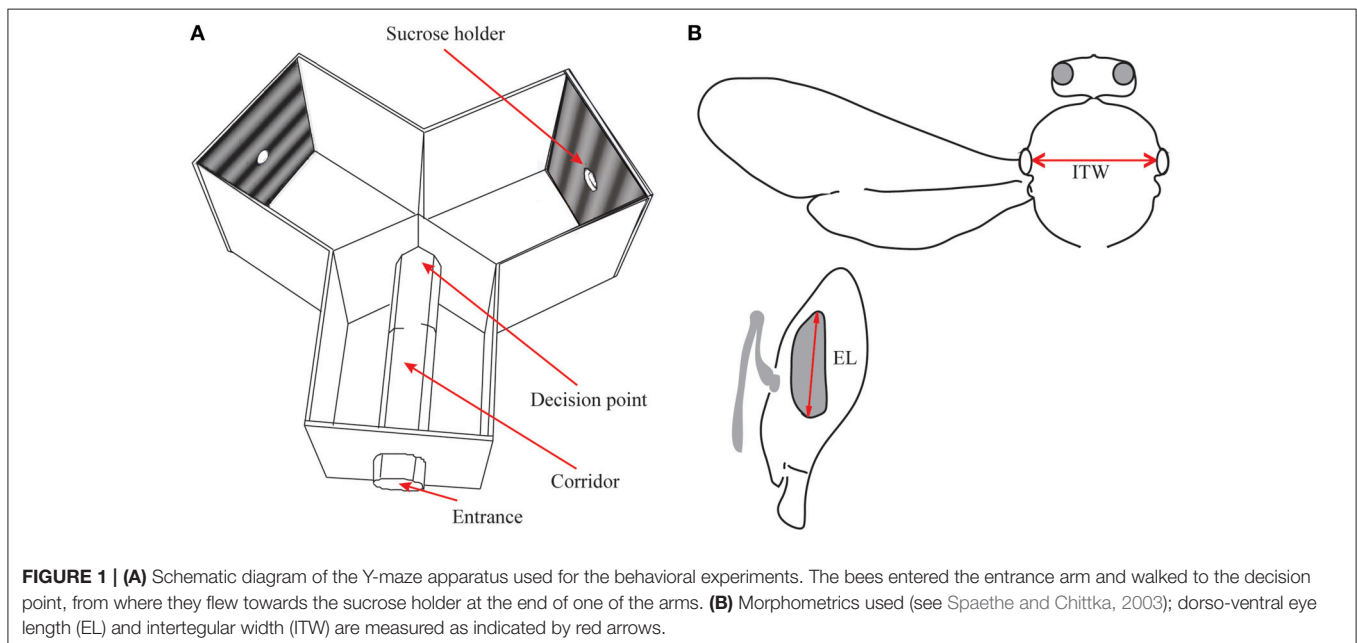 A
Sucrose holder
Decision point
Corridor
Entrance
B
ITW
EL
FIGURE 1 | (A) Schematic diagram of the Y-maze apparatus used for the behavioral experiments. The bees entered the entrance arm and walked to the decision
point, from where they flew towards the sucrose holder at the end of one of the arms. (B) Morphometrics used (see Spaethe and Chittka, 2003); dorso-ventral eye
length (EL) and intertegular width (ITW) are measured as indicated by red arrows.